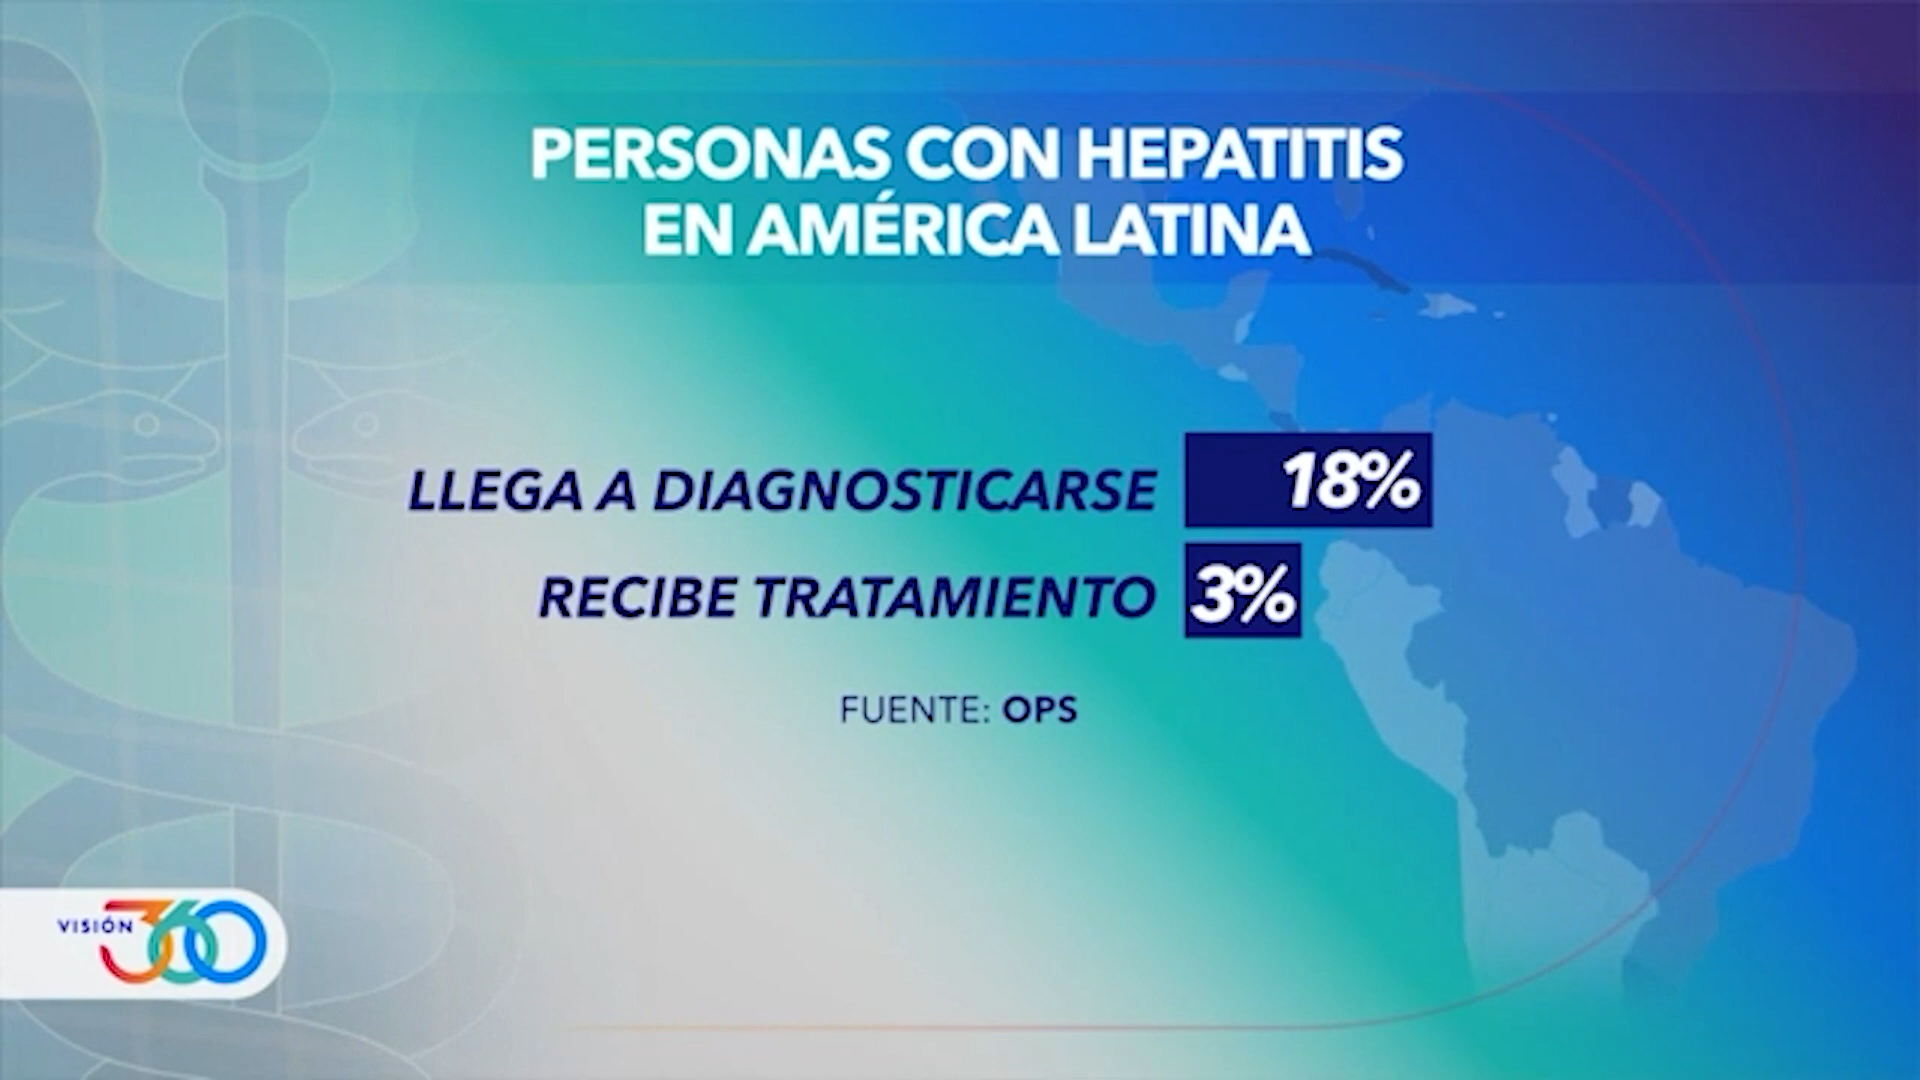 PERSONAS CON HEPATITIS
EN AMÉRICA LATINA
LLEGA A DIAGNOSTICARSE 18%
RECIBE TRATAMIENTO 3%
FUENTE: OPS
VISIÓN 360